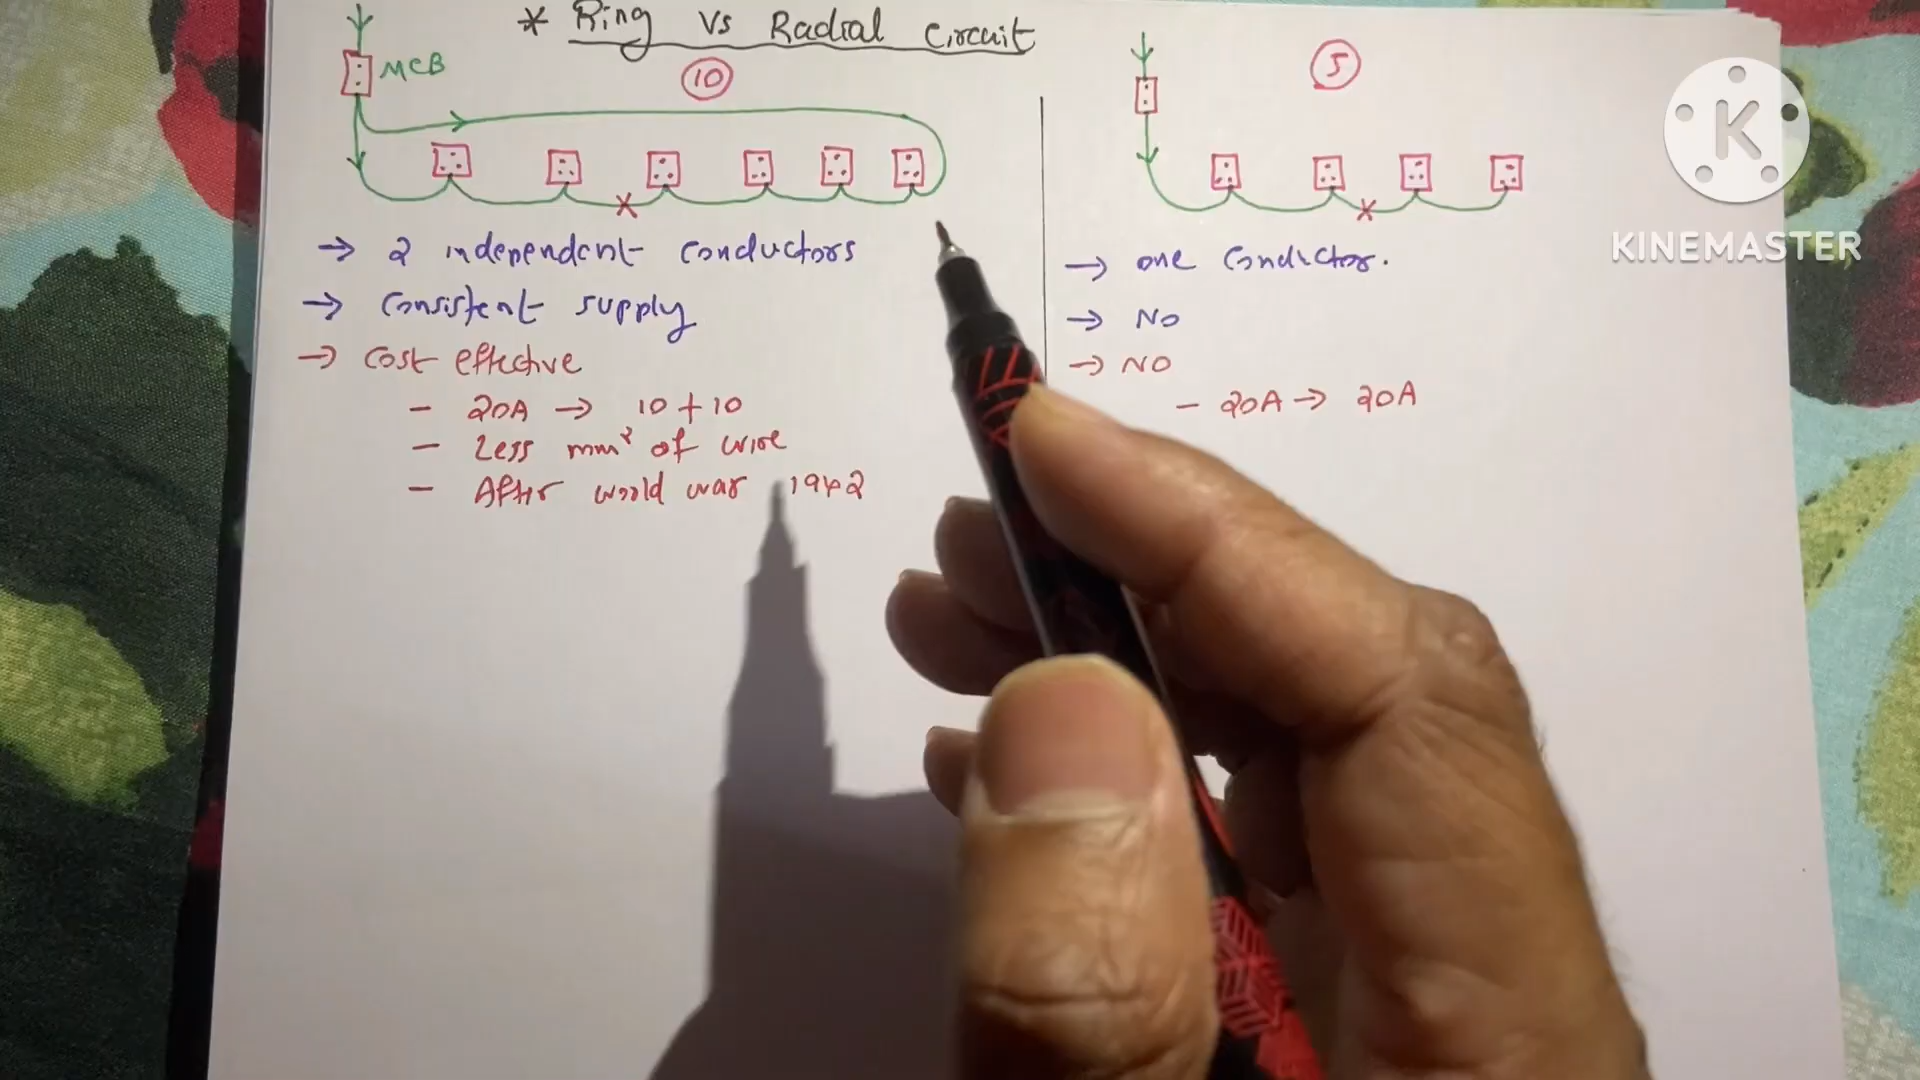 * Ring vs Radial Circuit
MCB
10
→ 2 independent conductors
→ Consistent supply
→ Cost effective
- 20A → 10 + 10
- Less mm² of wire
- After world war 1942
5
→ one Conductor.
→ NO
→ NO
- 20A → 20A
K
KINEMASTER